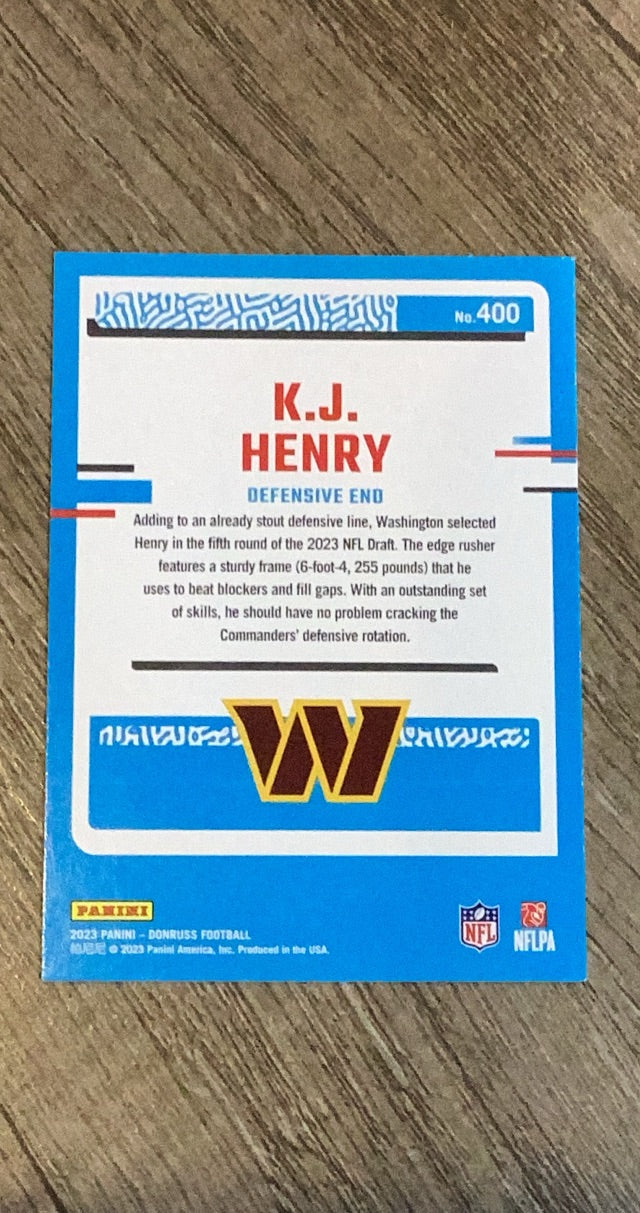 No.400
K.J.
HENRY
DEFENSIVE END
Adding to an already stout defensive line, Washington selected
Henry in the fifth round of the 2023 NFL Draft. The edge rusher
features a sturdy frame (6-foot-4, 255 pounds) that he
uses to beat blockers and fill gaps. With an outstanding set
of skills, he should have no problem cracking the
Commanders' defensive rotation.
W
PANINI
2023 PANINI – DONRUSS FOOTBALL
帕尼尼 © 2023 Panini America, Inc. Produced in the USA.
NFL
NFLPA